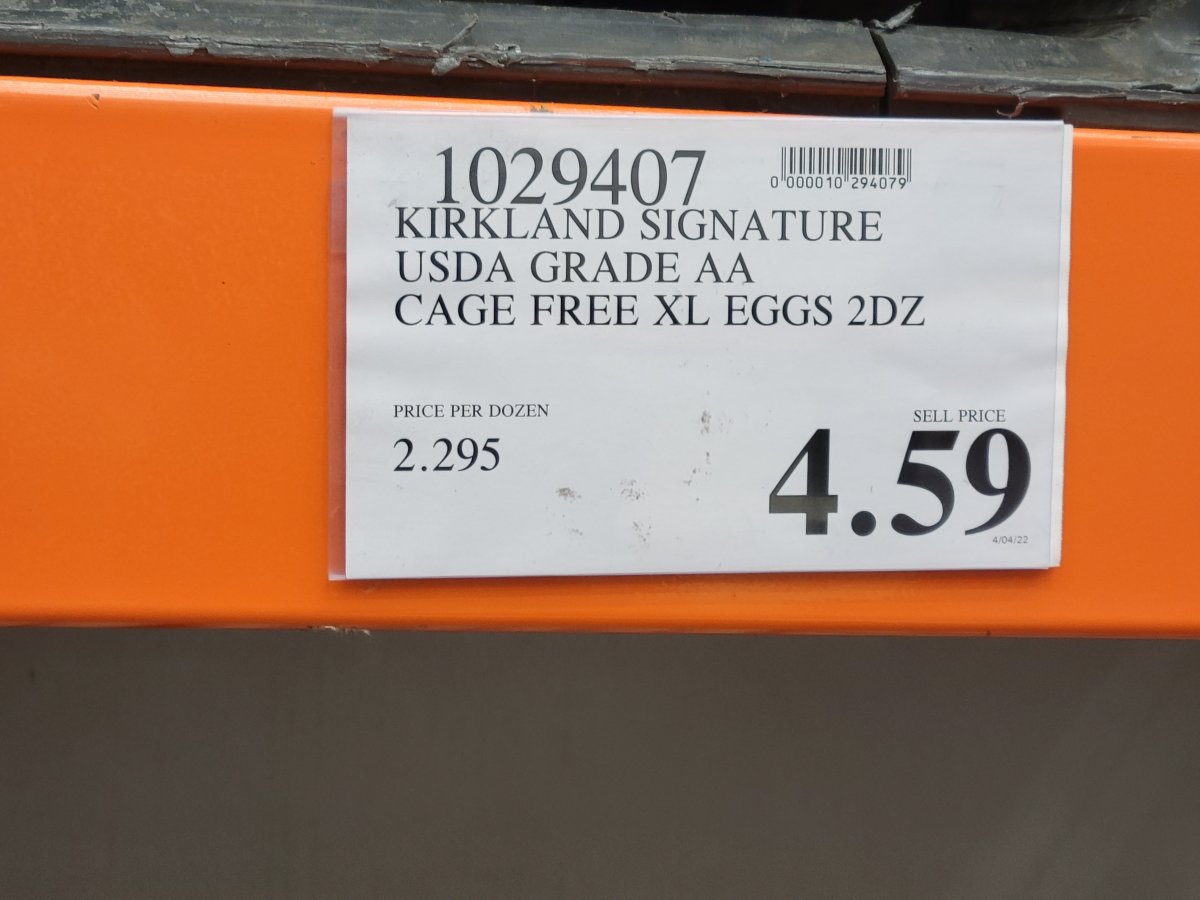 1029407
0 000010 294079
KIRKLAND SIGNATURE
USDA GRADE AA
CAGE FREE XL EGGS 2DZ
PRICE PER DOZEN
SELL PRICE
2.295
4.59
4/04/22